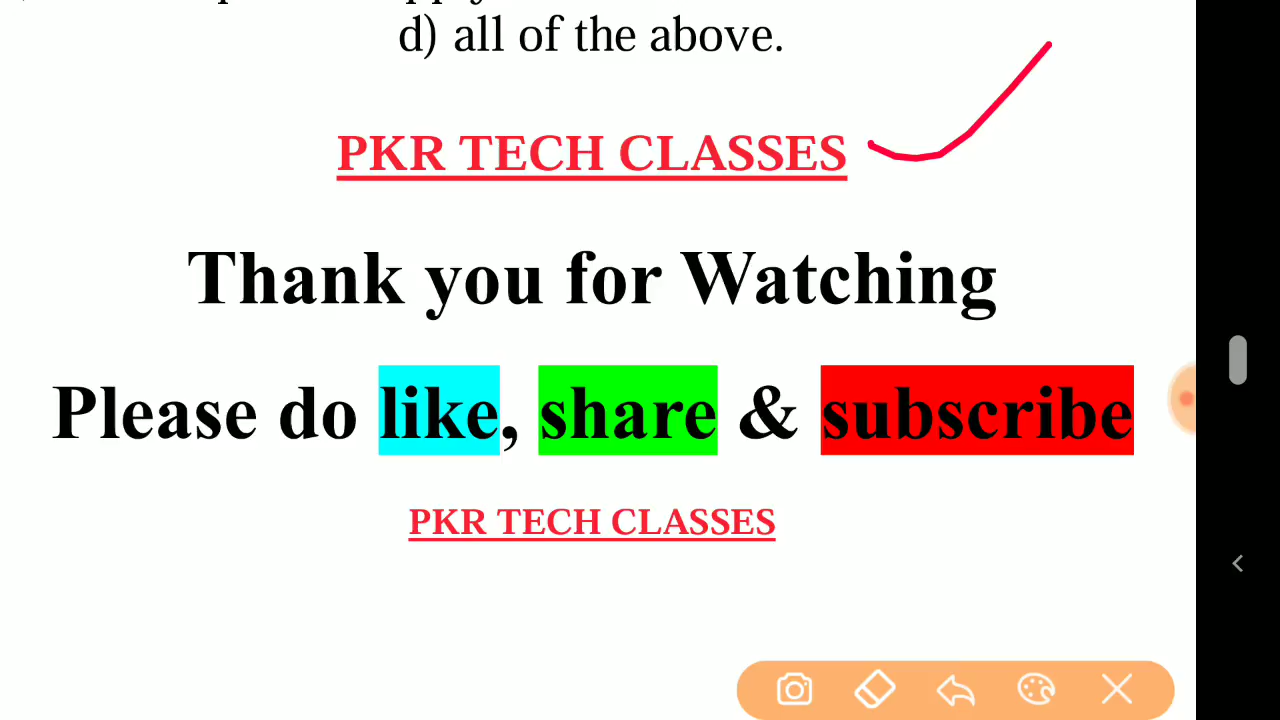 d) all of the above.
PKR TECH CLASSES
Thank you for Watching
Please do like, share & subscribe
PKR TECH CLASSES